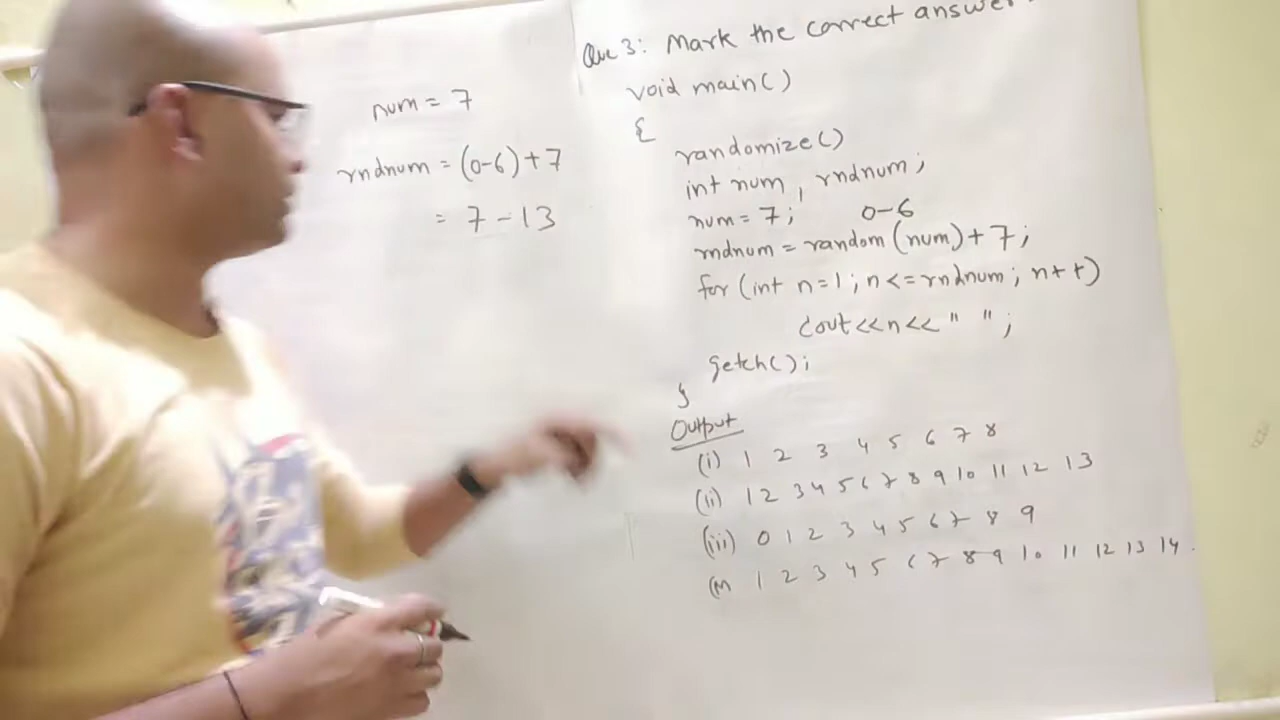 num = 7
rndnum = (0-6)+7
= 7-13
Que 3: Mark the correct answer.
void main()
{
randomize()
int num, rndnum;
num = 7; 0-6
rndnum = random(num)+7;
for (int n=1; n<=rndnum; n++)
cout<<n<<" ";
getch();
}
Output
(i) 1 2 3 4 5 6 7 8
(ii) 1 2 3 4 5 6 7 8 9 10 11 12 13
(iii) 0 1 2 3 4 5 6 7 8 9
(iv) 1 2 3 4 5 6 7 8 9 10 11 12 13 14.